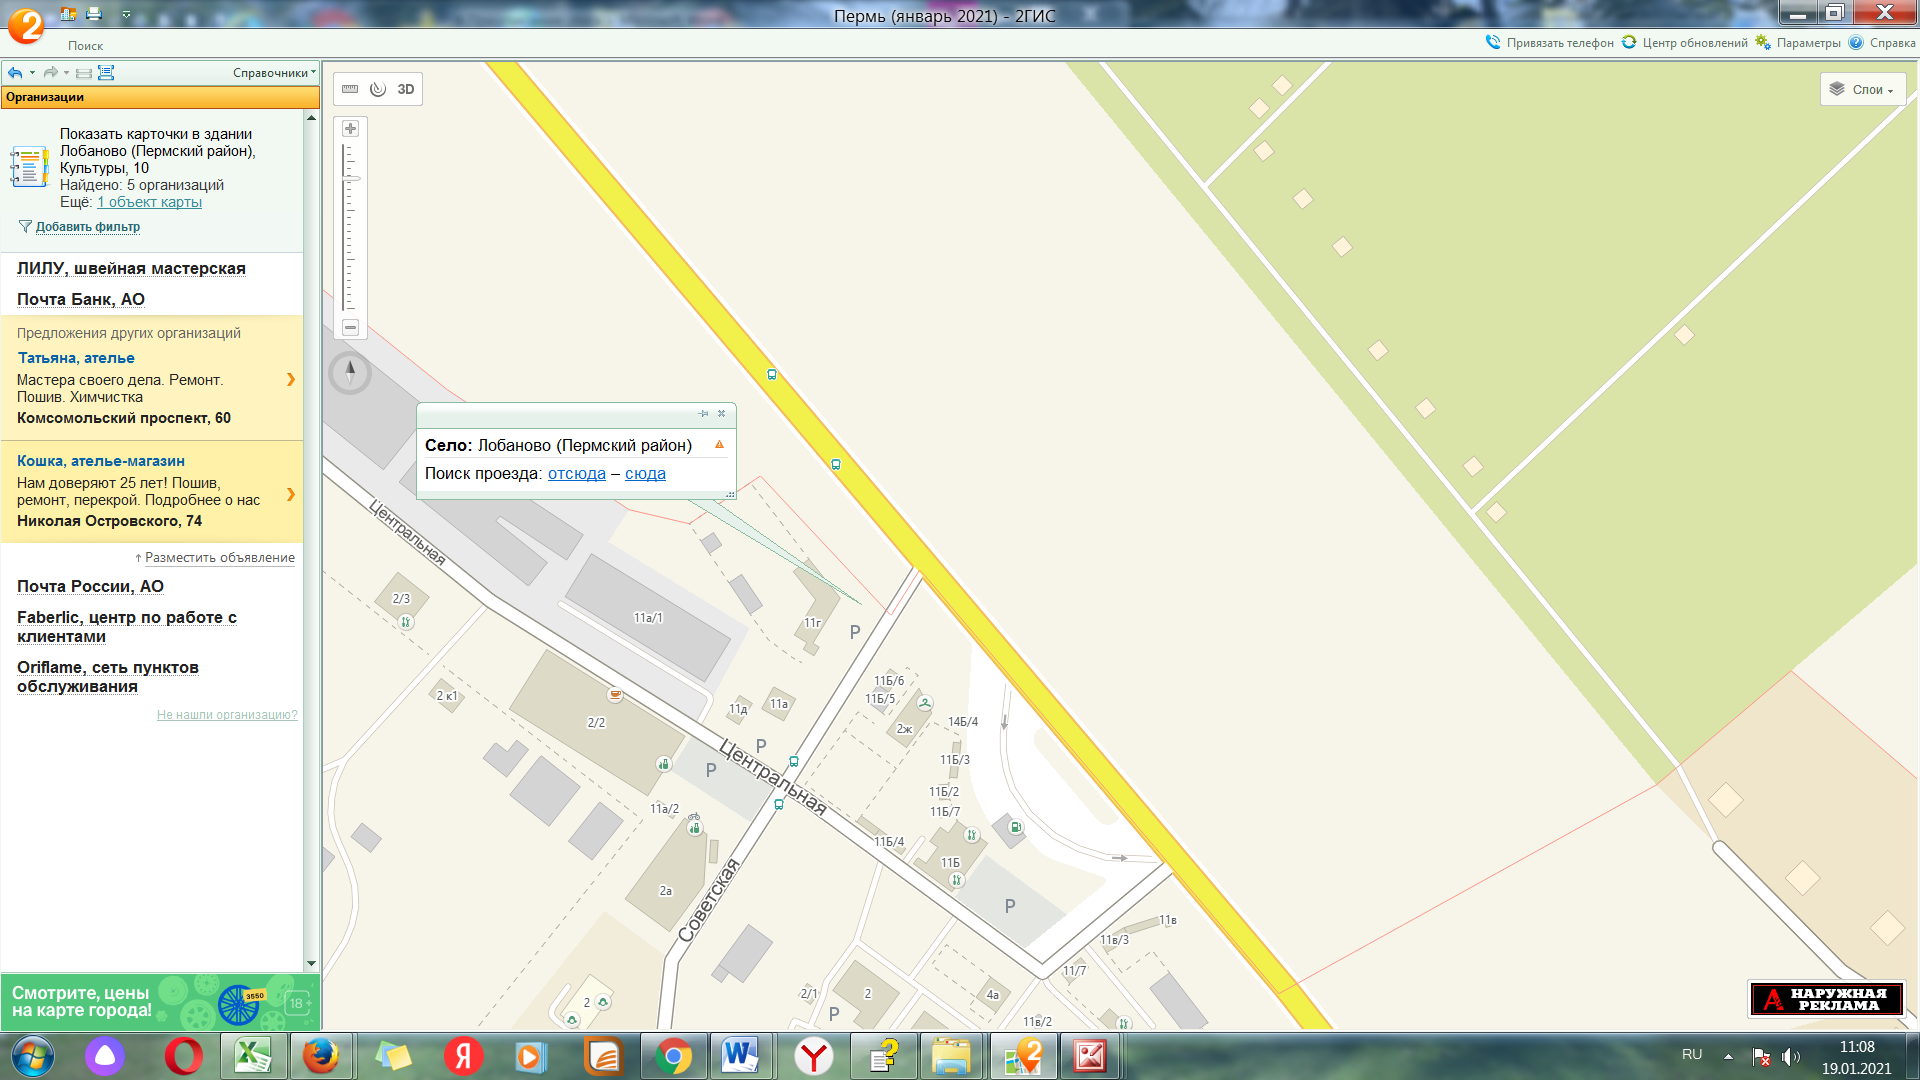 Пермь (январь 2021) - 2ГИС
Поиск
Привязать телефон
Центр обновлений
Параметры
Справка
Справочники
Организации
Показать карточки в здании
Лобаново (Пермский район),
Культуры, 10
Найдено: 5 организаций
Ещё: 1 объект карты
Добавить фильтр
ЛИЛУ, швейная мастерская
Почта Банк, АО
Предложения других организаций
Татьяна, ателье
Мастера своего дела. Ремонт.
Пошив. Химчистка
Комсомольский проспект, 60
Кошка, ателье-магазин
Нам доверяют 25 лет! Пошив,
ремонт, перекрой. Подробнее о нас
Николая Островского, 74
↑ Разместить объявление
Почта России, АО
Faberlic, центр по работе с
клиентами
Oriflame, сеть пунктов
обслуживания
Не нашли организацию?
Смотрите, цены
на карте города!
3550
18+
3D
Слои
Село: Лобаново (Пермский район)
Поиск проезда: отсюда – сюда
Центральная
2/3
11а/1
11г
P
2 к1
2/2
11д
11а
P
P
Центральная
11Б/6
11Б/5
2ж
14Б/4
11Б/3
11Б/2
11Б/7
11а/2
11Б/4
11Б
2а
Советская
P
11в
11в/3
11/7
2/1
2
4а
2
P
11в/2
НАРУЖНАЯ
РЕКЛАМА
RU
11:08
19.01.2021